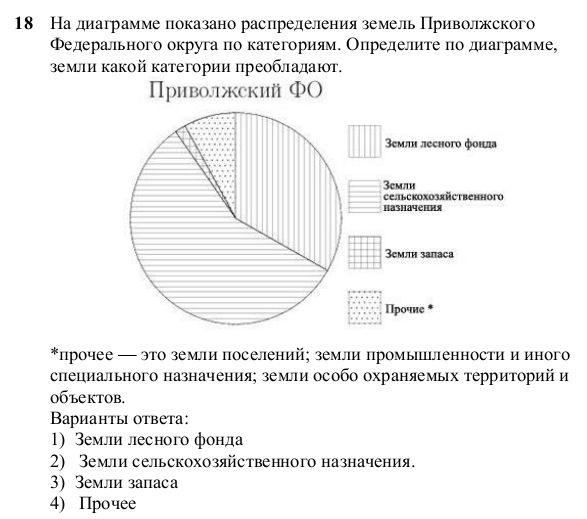 18 На диаграмме показано распределения земель Приволжского
Федерального округа по категориям. Определите по диаграмме,
земли какой категории преобладают.
Приволжский ФО
Земли лесного фонда
Земли
сельскохозяйственного
назначения
Земли запаса
Прочие *
*прочее — это земли поселений; земли промышленности и иного
специального назначения; земли особо охраняемых территорий и
объектов.
Варианты ответа:
1) Земли лесного фонда
2) Земли сельскохозяйственного назначения.
3) Земли запаса
4) Прочее